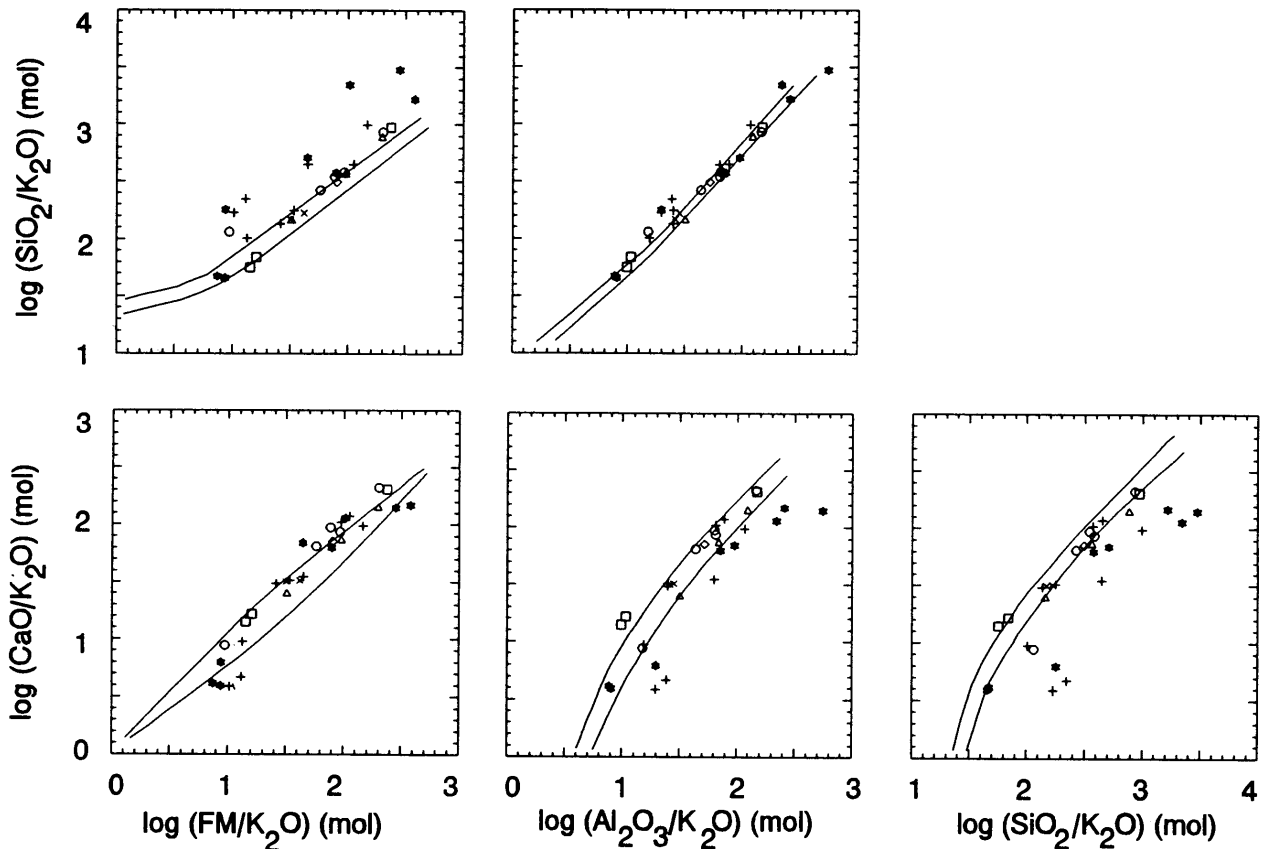 4
3
2
1
log (SiO2/K2O) (mol)
3
2
1
0
log (CaO/K2O) (mol)
0 1 2 3
0 1 2 3
1 2 3 4
log (FM/K2O) (mol)
log (Al2O3/K2O) (mol)
log (SiO2/K2O) (mol)